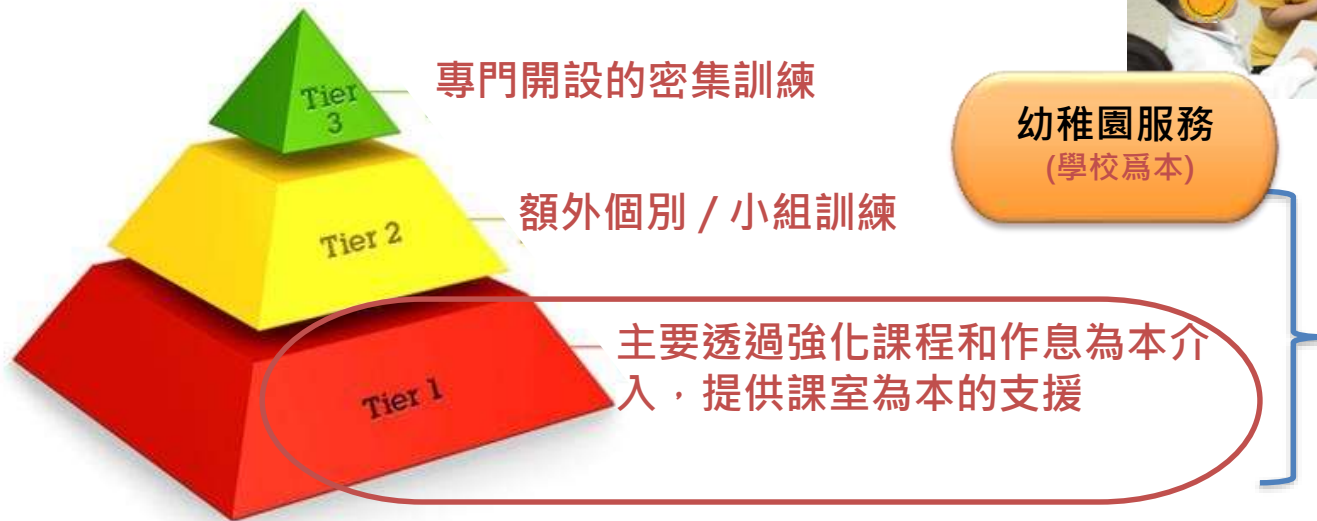 Tier
3
專門開設的密集訓練
幼稚園服務
(學校爲本)
Tier 2
額外個別 / 小組訓練
Tier 1
主要透過強化課程和作息為本介
入，提供課室為本的支援